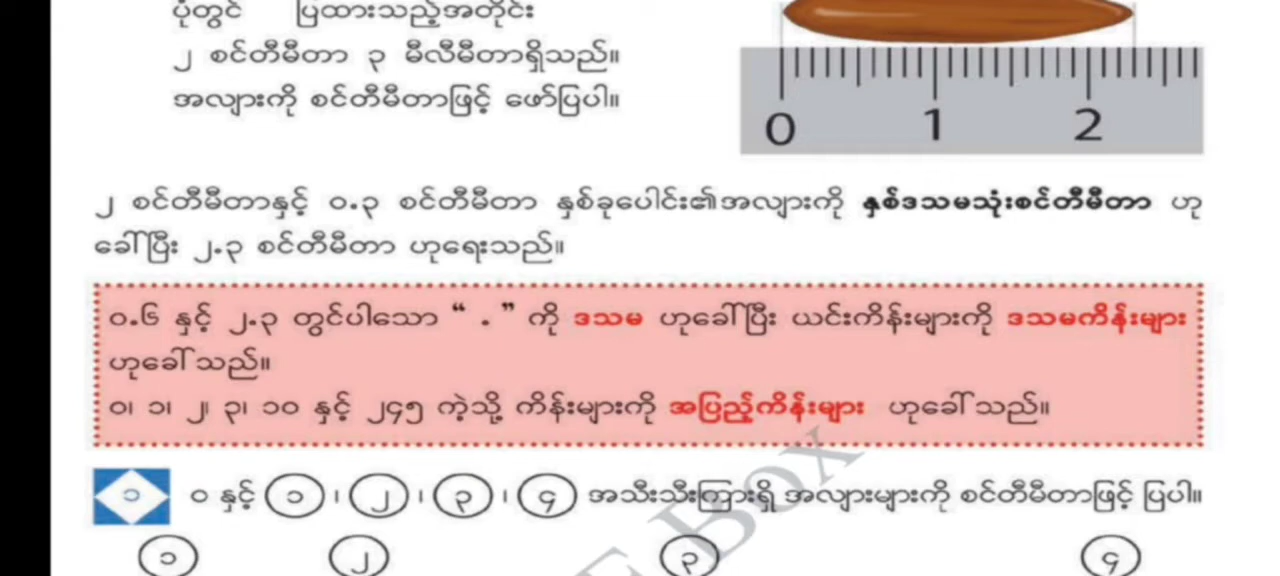 ပုံတွင် ပြထားသည့်အတိုင်း
၂ စင်တီမီတာ ၃ မီလီမီတာရှိသည်။
အလျားကို စင်တီမီတာဖြင့် ဖော်ပြပါ။
0 1 2
၂ စင်တီမီတာနှင့် ၀.၃ စင်တီမီတာ နှစ်ခုပေါင်း၏အလျားကို နှစ်ဒသမသုံးစင်တီမီတာ ဟု
ခေါ်ပြီး ၂.၃ စင်တီမီတာ ဟုရေးသည်။
၀.၆ နှင့် ၂.၃ တွင်ပါသော “ . ” ကို ဒသမ ဟုခေါ်ပြီး ယင်းကိန်းများကို ဒသမကိန်းများ
ဟုခေါ်သည်။
၀၊ ၁၊ ၂၊ ၃၊ ၁၀ နှင့် ၂၄၅ ကဲ့သို့ ကိန်းများကို အပြည့်ကိန်းများ ဟုခေါ်သည်။
၁ ၀ နှင့် ၁ ၊ ၂ ၊ ၃ ၊ ၄ အသီးသီးကြားရှိ အလျားများကို စင်တီမီတာဖြင့် ပြပါ။
၁ ၂ ၃ ၄
Box